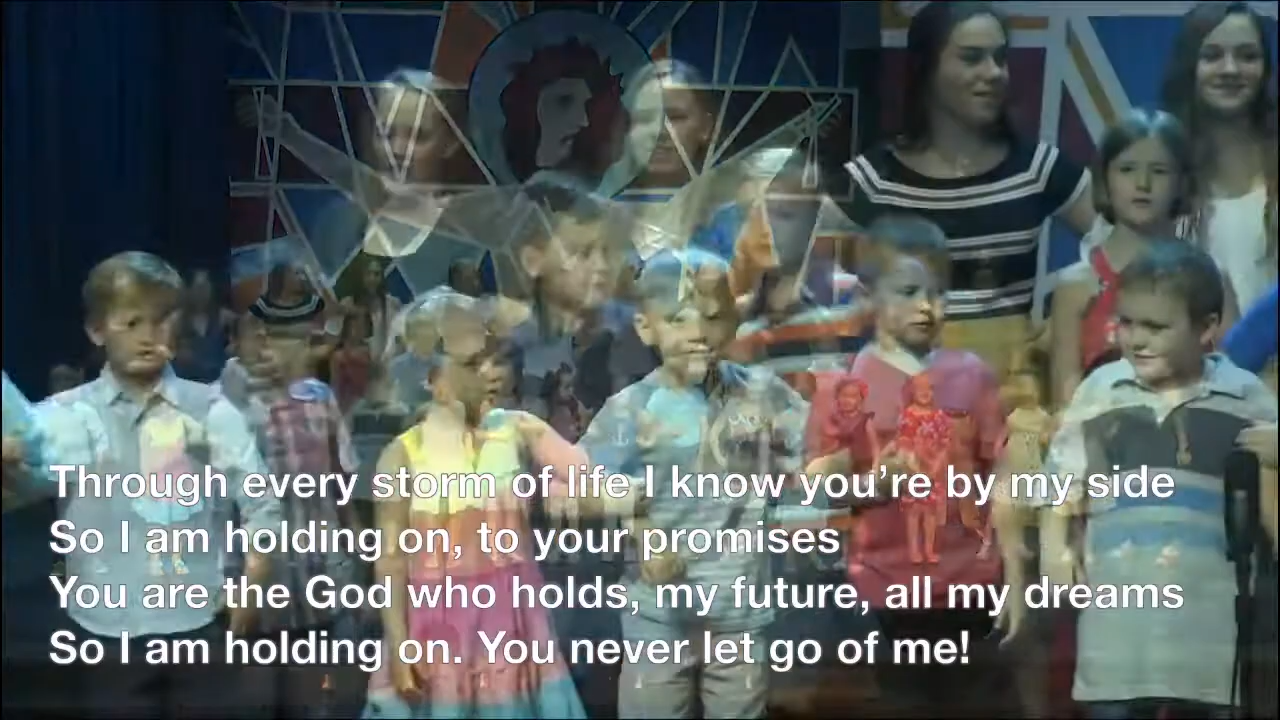 Through every storm of life I know you’re by my side
So I am holding on, to your promises
You are the God who holds, my future, all my dreams
So I am holding on. You never let go of me!